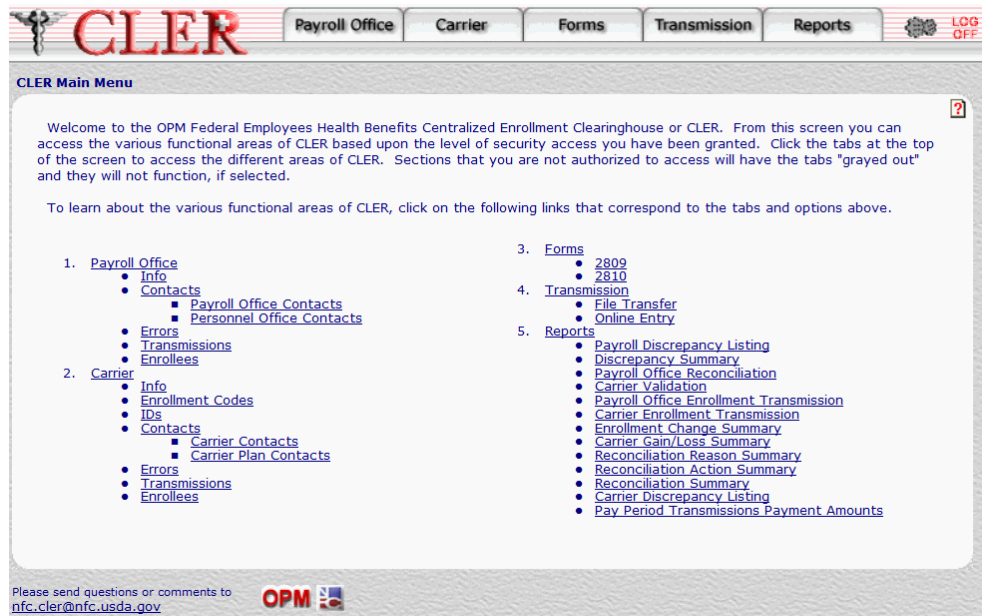 CLER
Payroll Office
Carrier
Forms
Transmission
Reports
LOG
OFF
CLER Main Menu
?
Welcome to the OPM Federal Employees Health Benefits Centralized Enrollment Clearinghouse or CLER. From this screen you can
access the various functional areas of CLER based upon the level of security access you have been granted. Click the tabs at the top
of the screen to access the different areas of CLER. Sections that you are not authorized to access will have the tabs "grayed out"
and they will not function, if selected.
To learn about the various functional areas of CLER, click on the following links that correspond to the tabs and options above.
1. Payroll Office
• Info
• Contacts
▪ Payroll Office Contacts
▪ Personnel Office Contacts
• Errors
• Transmissions
• Enrollees
2. Carrier
• Info
• Enrollment Codes
• IDs
• Contacts
▪ Carrier Contacts
▪ Carrier Plan Contacts
• Errors
• Transmissions
• Enrollees
3. Forms
• 2809
• 2810
4. Transmission
• File Transfer
• Online Entry
5. Reports
• Payroll Discrepancy Listing
• Discrepancy Summary
• Payroll Office Reconciliation
• Carrier Validation
• Payroll Office Enrollment Transmission
• Carrier Enrollment Transmission
• Enrollment Change Summary
• Carrier Gain/Loss Summary
• Reconciliation Reason Summary
• Reconciliation Action Summary
• Reconciliation Summary
• Carrier Discrepancy Listing
• Pay Period Transmissions Payment Amounts
Please send questions or comments to
nfc.cler@nfc.usda.gov
OPM